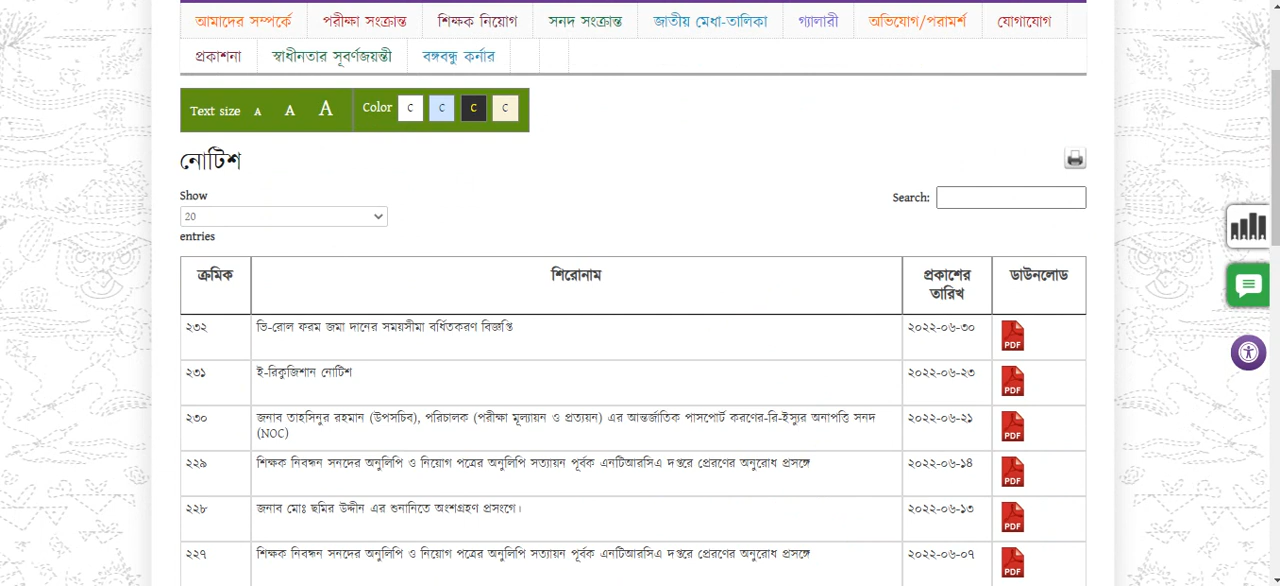 আমাদের সম্পর্কে পরীক্ষা সংক্রান্ত শিক্ষক নিয়োগ সনদ সংক্রান্ত জাতীয় মেধা-তালিকা গ্যালারী অভিযোগ/পরামর্শ যোগাযোগ
প্রকাশনা স্বাধীনতার সূবর্ণজয়ন্তী বঙ্গবন্ধু কর্নার
Text size A A A Color C C C C
নোটিশ
Show
20
Search:
entries
ক্রমিক শিরোনাম প্রকাশের ডাউনলোড
তারিখ
২৩২ ভি-রোল ফরম জমা দানের সময়সীমা বর্ধিতকরণ বিজ্ঞপ্তি ২০২২-০৬-৩০
PDF
২৩১ ই-রিকুজিশান নোটিশ ২০২২-০৬-২৩
PDF
২৩০ জনাব তাহসিনুর রহমান (উপসচিব), পরিচালক (পরীক্ষা মূল্যায়ন ও প্রত্যয়ন) এর আন্তর্জাতিক পাসপোর্ট করণের-রি-ইস্যুর অনাপত্তি সনদ ২০২২-০৬-২১
(NOC)
PDF
২২৯ শিক্ষক নিবন্ধন সনদের অনুলিপি ও নিয়োগ পত্রের অনুলিপি সত্যায়ন পূর্বক এনটিআরসিএ দপ্তরে প্রেরণের অনুরোধ প্রসঙ্গে ২০২২-০৬-১৪
PDF
২২৮ জনাব মোঃ ছমির উদ্দীন এর শুনানিতে অংশগ্রহণ প্রসংগে। ২০২২-০৬-১৩
PDF
২২৭ শিক্ষক নিবন্ধন সনদের অনুলিপি ও নিয়োগ পত্রের অনুলিপি সত্যায়ন পূর্বক এনটিআরসিএ দপ্তরে প্রেরণের অনুরোধ প্রসঙ্গে ২০২২-০৬-০৭
PDF